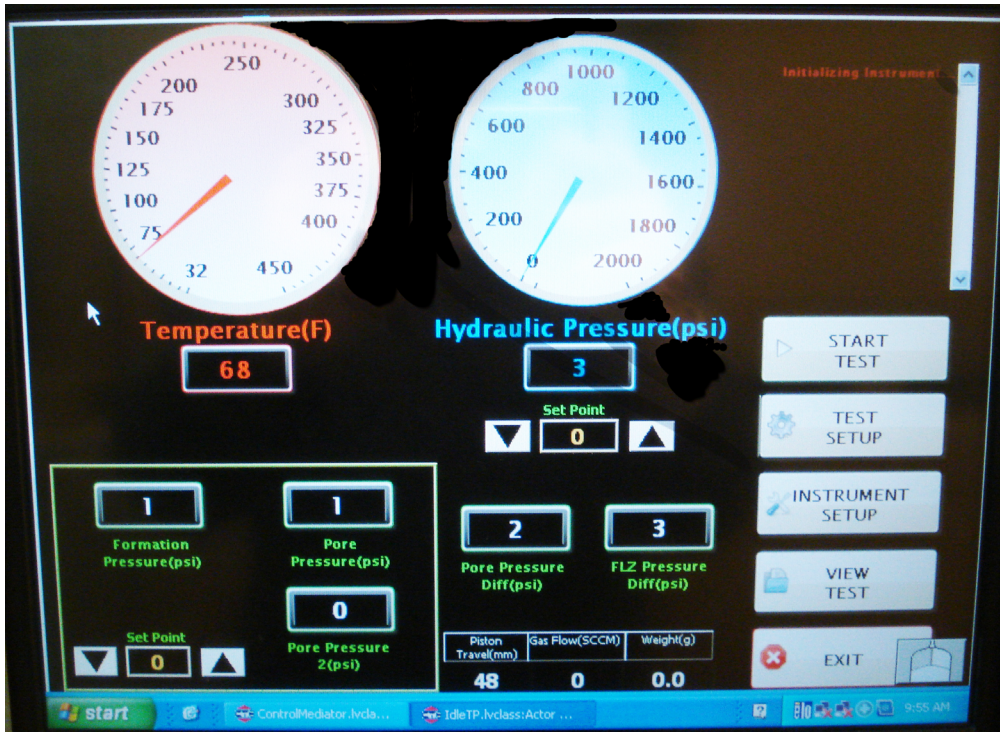 250
200
300
175
325
150
350
125
375
100
400
75
32
450
1000
800
1200
600
1400
400
1600
200
1800
0
2000
Initializing Instrument
Temperature(F)
68
Hydraulic Pressure(psi)
3
Set Point
0
START
TEST
TEST
SETUP
INSTRUMENT
SETUP
VIEW
TEST
EXIT
1
Formation
Pressure(psi)
1
Pore
Pressure(psi)
0
Pore Pressure
2(psi)
Set Point
0
2
Pore Pressure
Diff(psi)
3
FLZ Pressure
Diff(psi)
Piston
Travel(mm)
Gas Flow(SCCM)
Weight(g)
48
0
0.0
start
ControlMediator.lvcla...
IdleTP.lvclass:Actor ...
9:55 AM